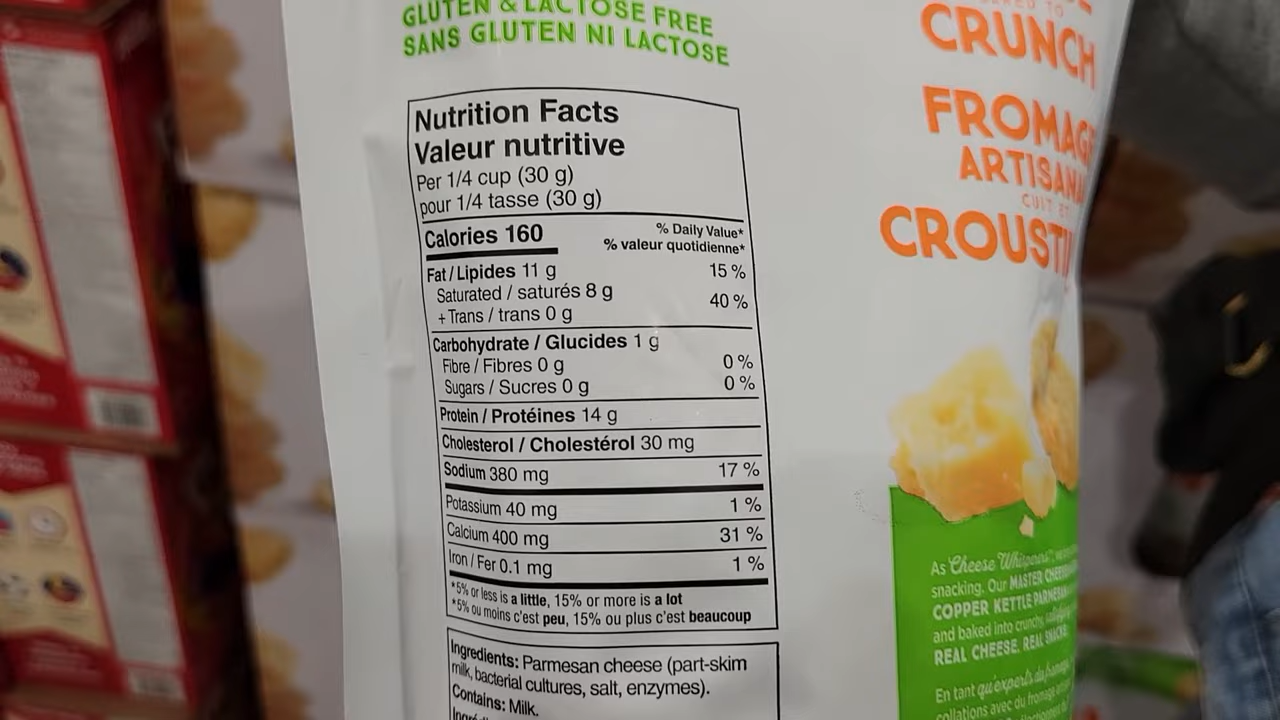 GLUTEN & LACTOSE FREE
SANS GLUTEN NI LACTOSE
Nutrition Facts
Valeur nutritive
Per 1/4 cup (30 g)
pour 1/4 tasse (30 g)
Calories 160
% Daily Value*
% valeur quotidienne*
Fat / Lipides 11 g 15 %
Saturated / saturés 8 g
+ Trans / trans 0 g
40 %
Carbohydrate / Glucides 1 g
Fibre / Fibres 0 g 0 %
Sugars / Sucres 0 g 0 %
Protein / Protéines 14 g
Cholesterol / Cholestérol 30 mg
Sodium 380 mg 17 %
Potassium 40 mg 1 %
Calcium 400 mg 31 %
Iron / Fer 0.1 mg 1 %
*5% or less is a little, 15% or more is a lot
*5% ou moins c'est peu, 15% ou plus c'est beaucoup
Ingredients: Parmesan cheese (part-skim
milk, bacterial cultures, salt, enzymes).
Contains: Milk.
TO
CRUNCH
FROMAG
ARTISANA
CUIT
CROUSTI
As Cheese Whisperers
snacking. Our MASTER
COPPER KETTLE
and baked into crunchy,
REAL CHEESE. REAL SNACKS.
En tant qu'experts du fromage,
collations avec du fromage